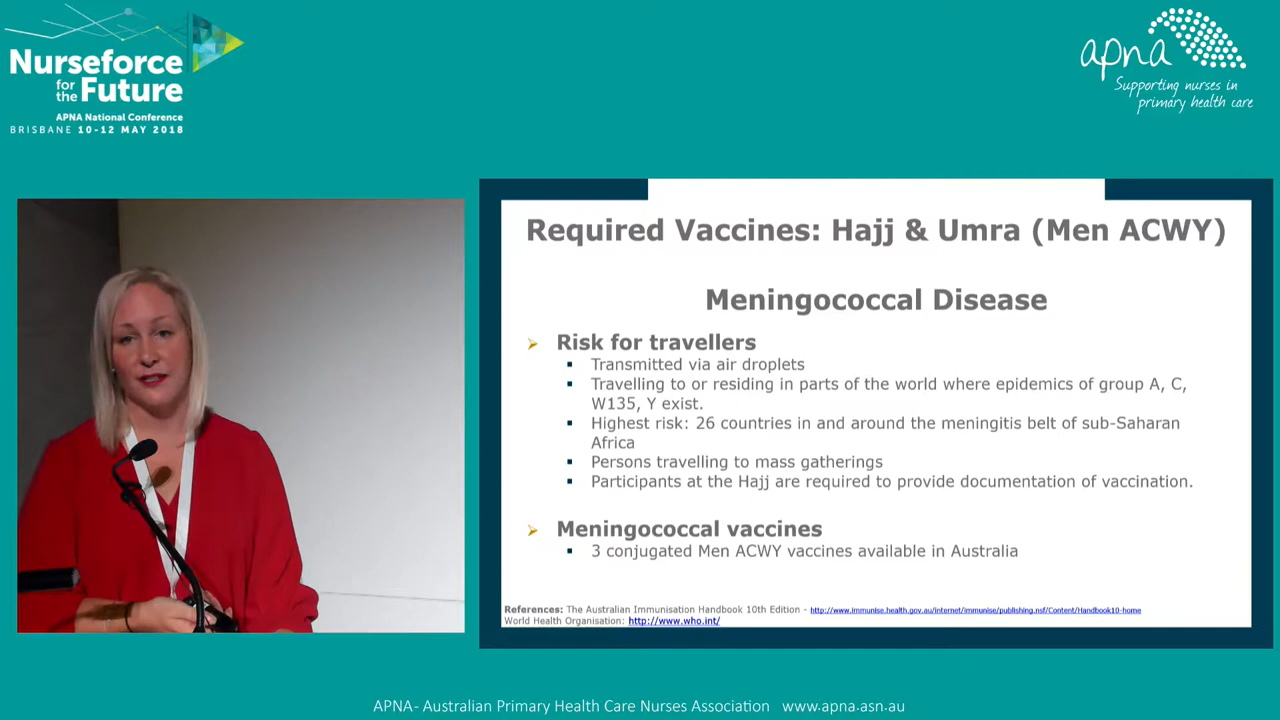 Nurseforce
for
the Future
APNA National Conference
BRISBANE 10-12 MAY 2018
apna
Supporting nurses in
primary health care
Required Vaccines: Hajj & Umra (Men ACWY)
Meningococcal Disease
Risk for travellers
Transmitted via air droplets
Travelling to or residing in parts of the world where epidemics of group A, C,
W135, Y exist.
Highest risk: 26 countries in and around the meningitis belt of sub-Saharan
Africa
Persons travelling to mass gatherings
Participants at the Hajj are required to provide documentation of vaccination.
Meningococcal vaccines
3 conjugated Men ACWY vaccines available in Australia
References: The Australian Immunisation Handbook 10th Edition - http://www.immunise.health.gov.au/internet/immunise/publishing.nsf/Content/Handbook10-home
World Health Organisation: http://www.who.int/
APNA- Australian Primary Health Care Nurses Association www.apna.asn.au